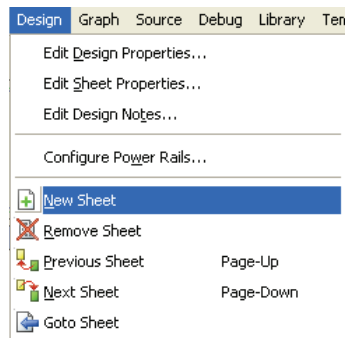 Design Graph Source Debug Library Ten
Edit Design Properties...
Edit Sheet Properties...
Edit Design Notes...
Configure Power Rails...
New Sheet
Remove Sheet
Previous Sheet Page-Up
Next Sheet Page-Down
Goto Sheet